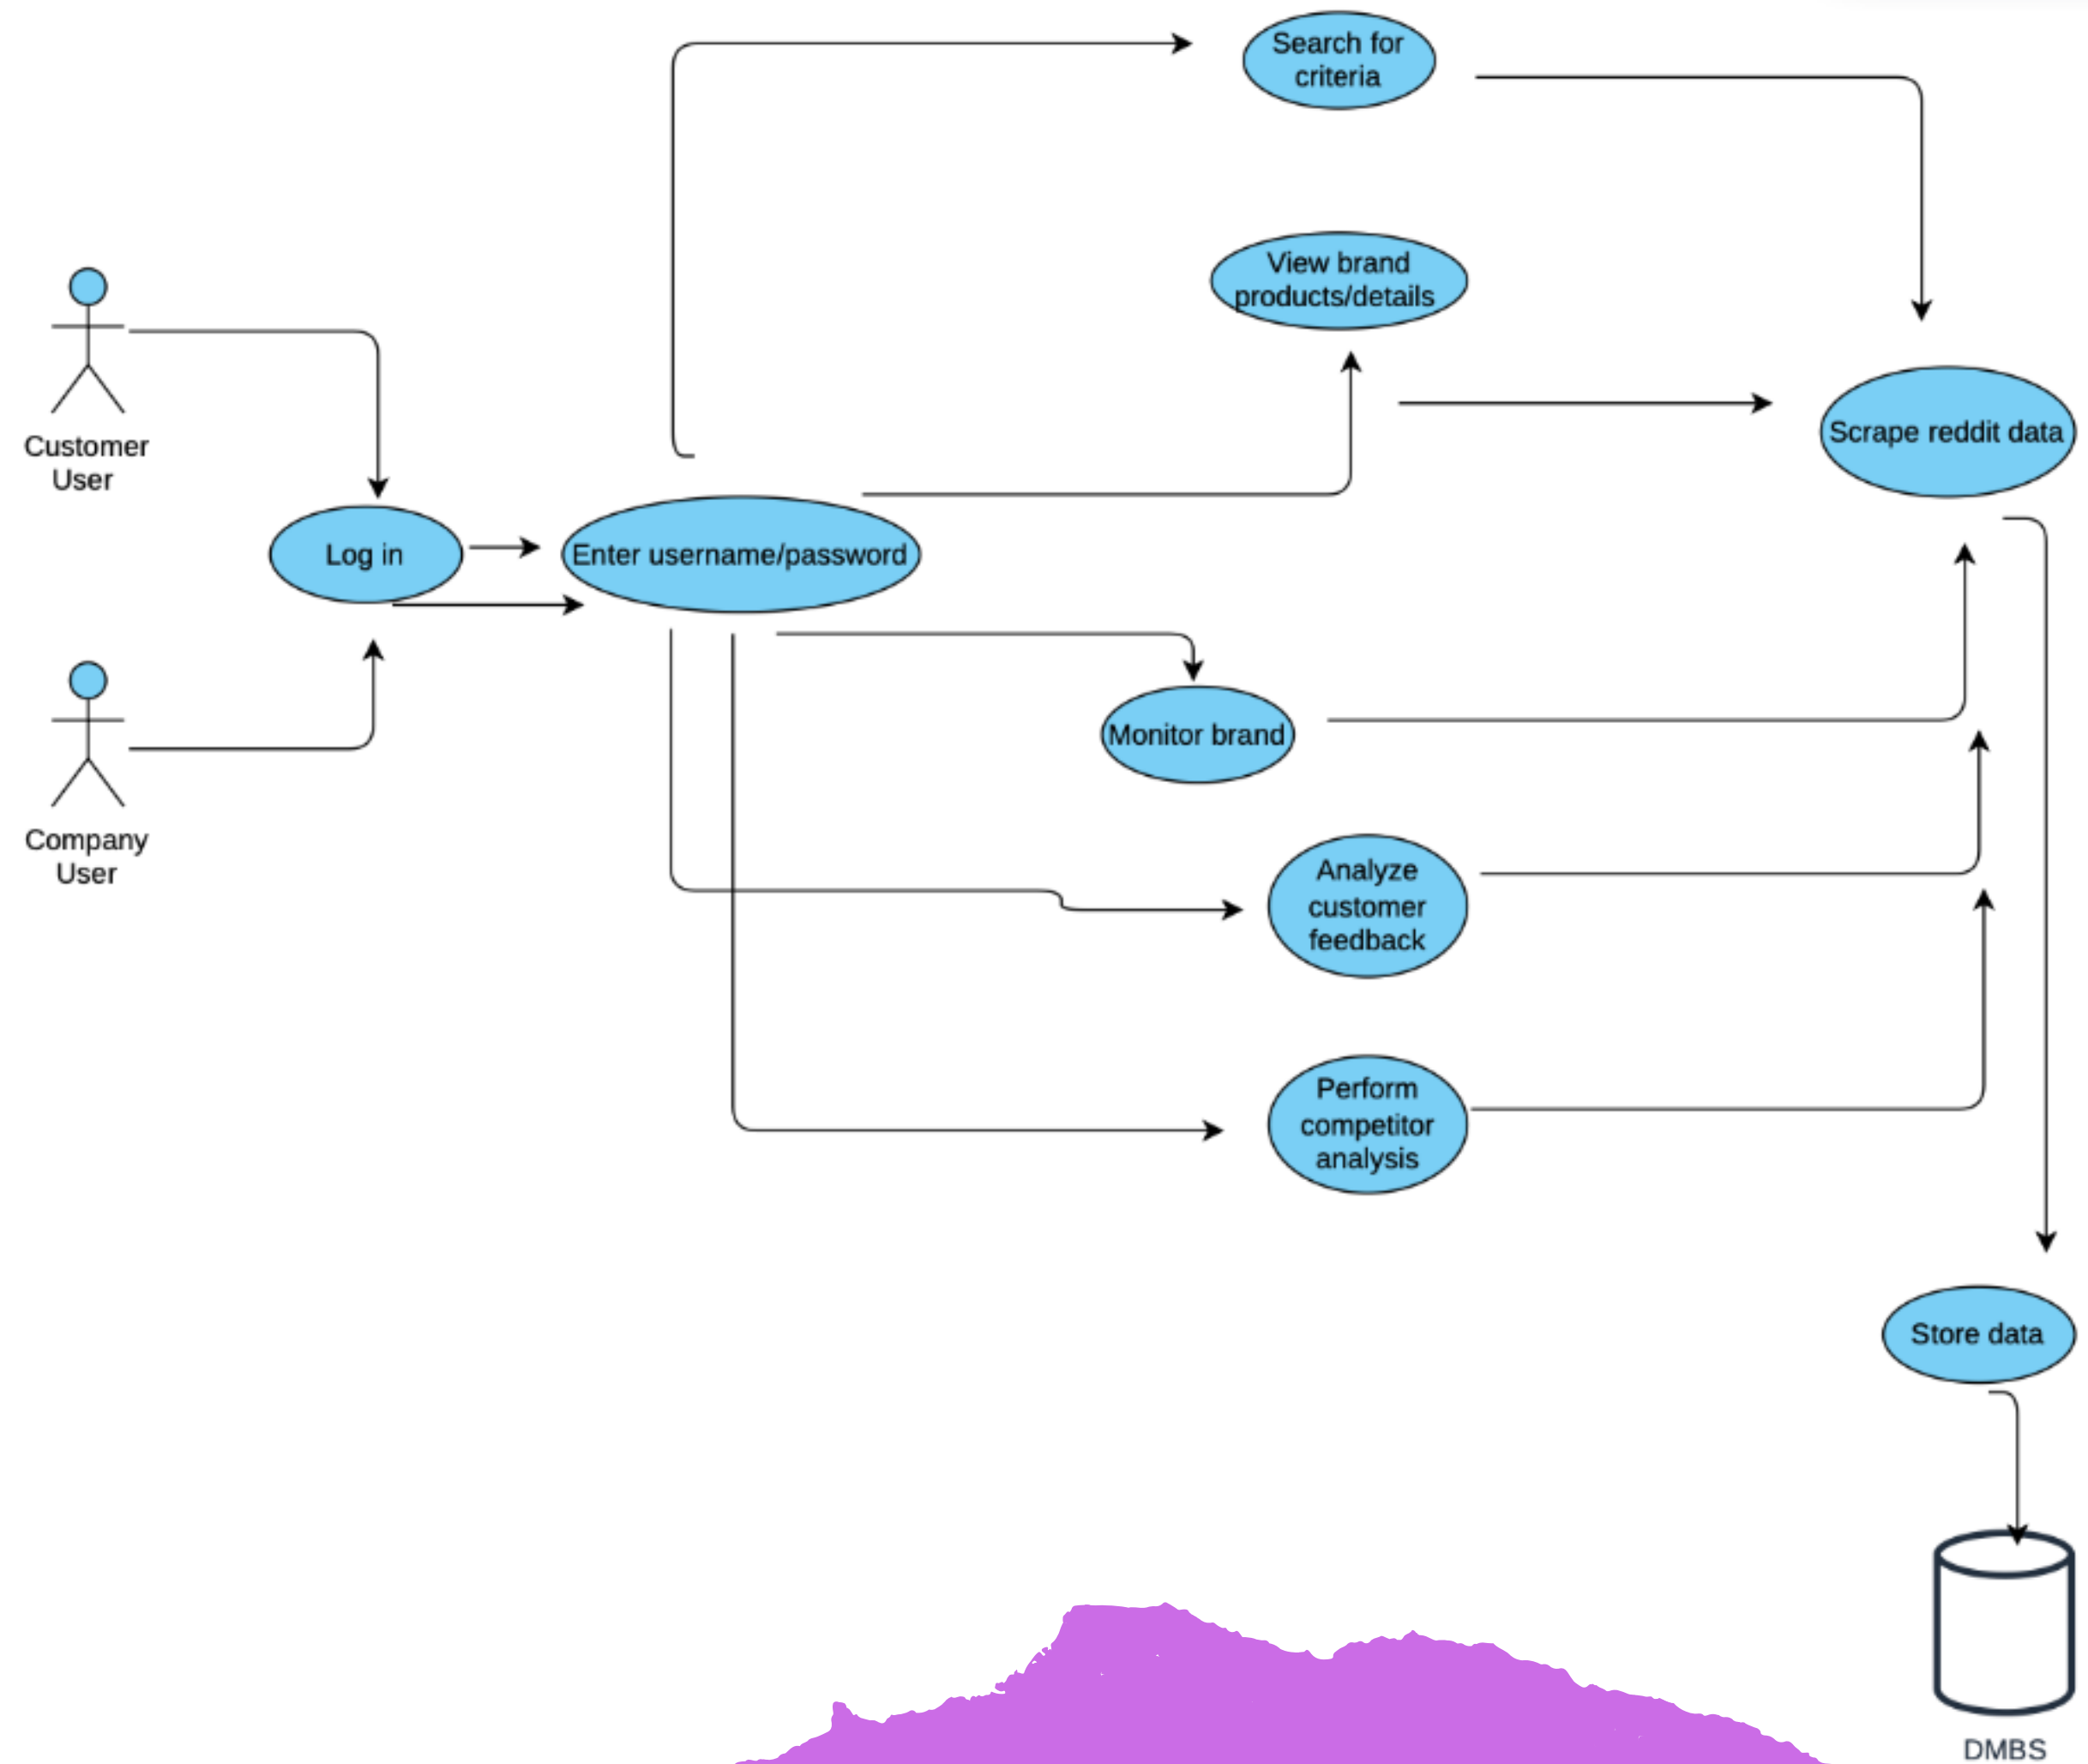 Search for
criteria
View brand
products/details
Customer
User
Scrape reddit data
Log in
Enter username/password
Monitor brand
Company
User
Analyze
customer
feedback
Perform
competitor
analysis
Store data
DMBS